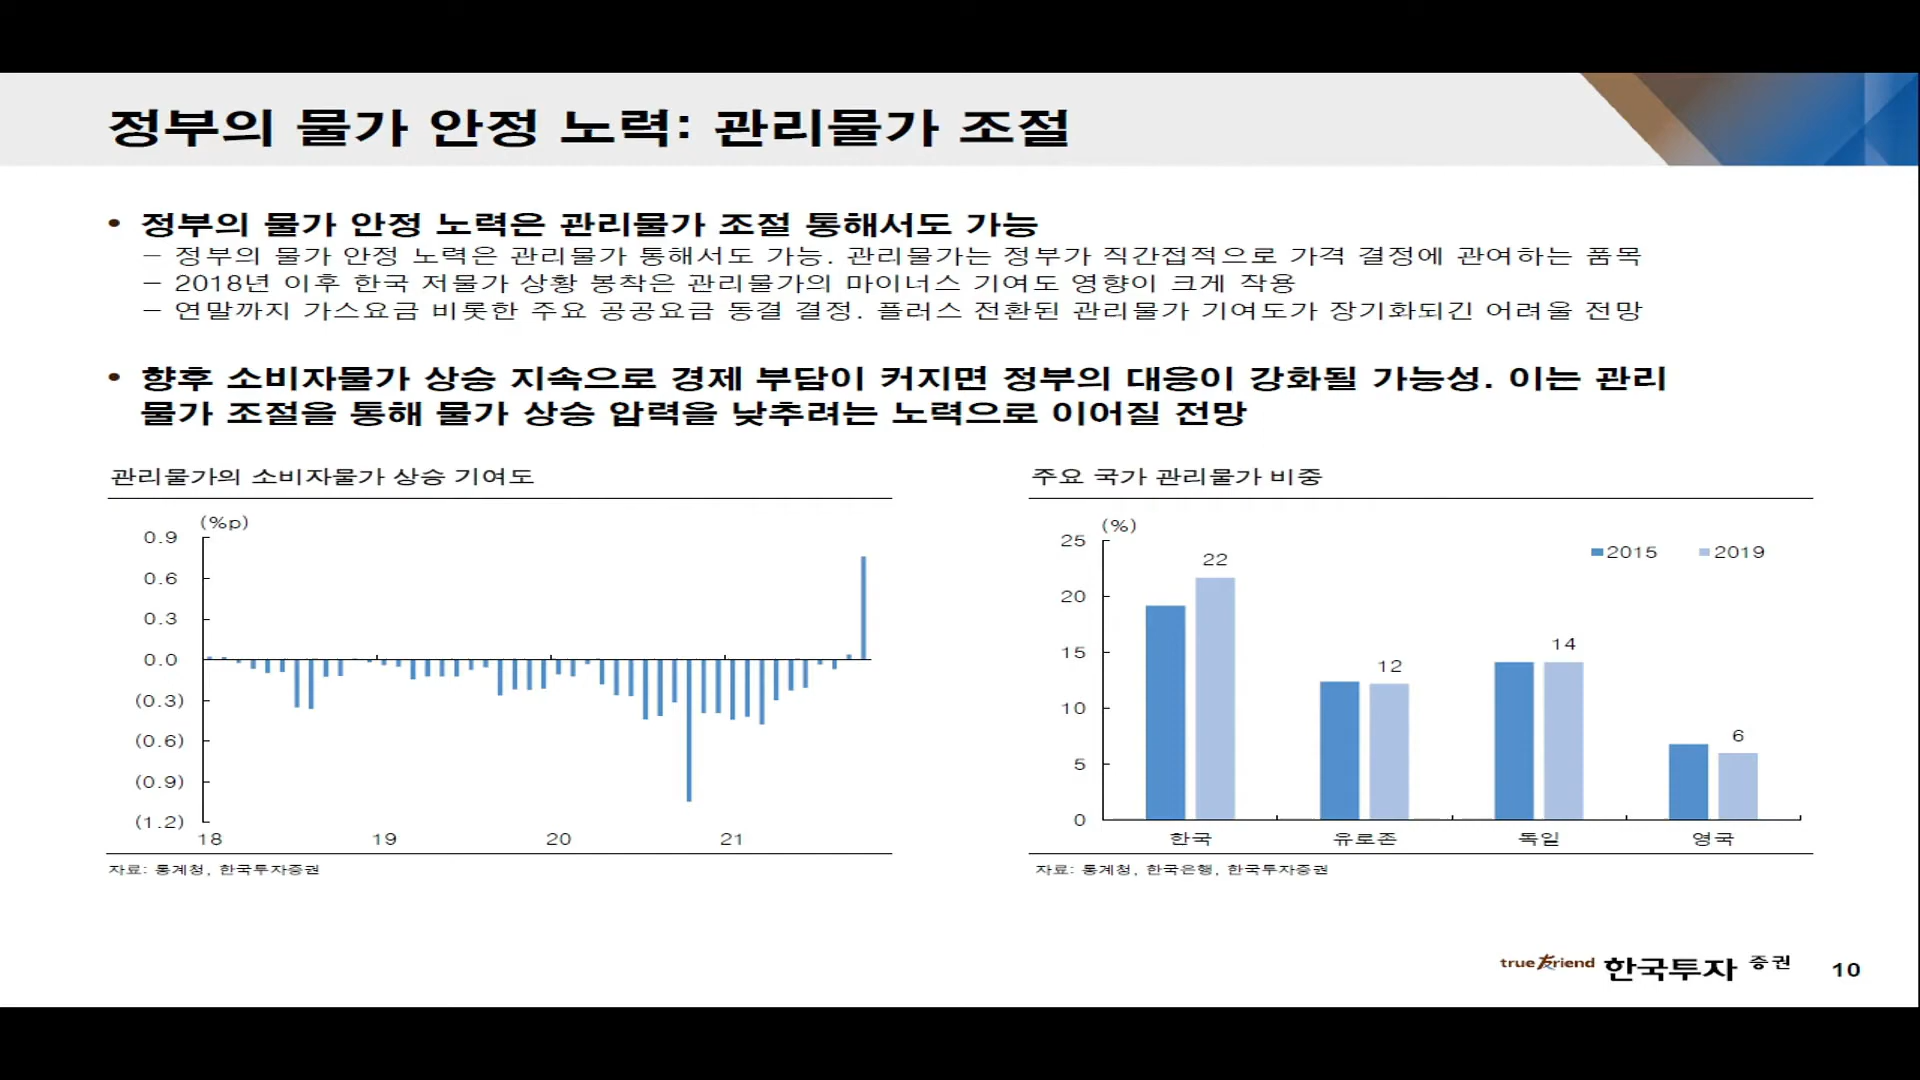 정부의 물가 안정 노력: 관리물가 조절
• 정부의 물가 안정 노력은 관리물가 조절 통해서도 가능
– 정부의 물가 안정 노력은 관리물가 통해서도 가능. 관리물가는 정부가 직간접적으로 가격 결정에 관여하는 품목
– 2018년 이후 한국 저물가 상황 봉착은 관리물가의 마이너스 기여도 영향이 크게 작용
– 연말까지 가스요금 비롯한 주요 공공요금 동결 결정. 플러스 전환된 관리물가 기여도가 장기화되긴 어려울 전망
• 향후 소비자물가 상승 지속으로 경제 부담이 커지면 정부의 대응이 강화될 가능성. 이는 관리
물가 조절을 통해 물가 상승 압력을 낮추려는 노력으로 이어질 전망
관리물가의 소비자물가 상승 기여도
(%p)
0.9
0.6
0.3
0.0
(0.3)
(0.6)
(0.9)
(1.2)
18 19 20 21
자료: 통계청, 한국투자증권
주요 국가 관리물가 비중
(%)
25
20
15
10
5
0
2015 2019
22
12
14
6
한국 유로존 독일 영국
자료: 통계청, 한국은행, 한국투자증권
true Friend 한국투자 증권
10